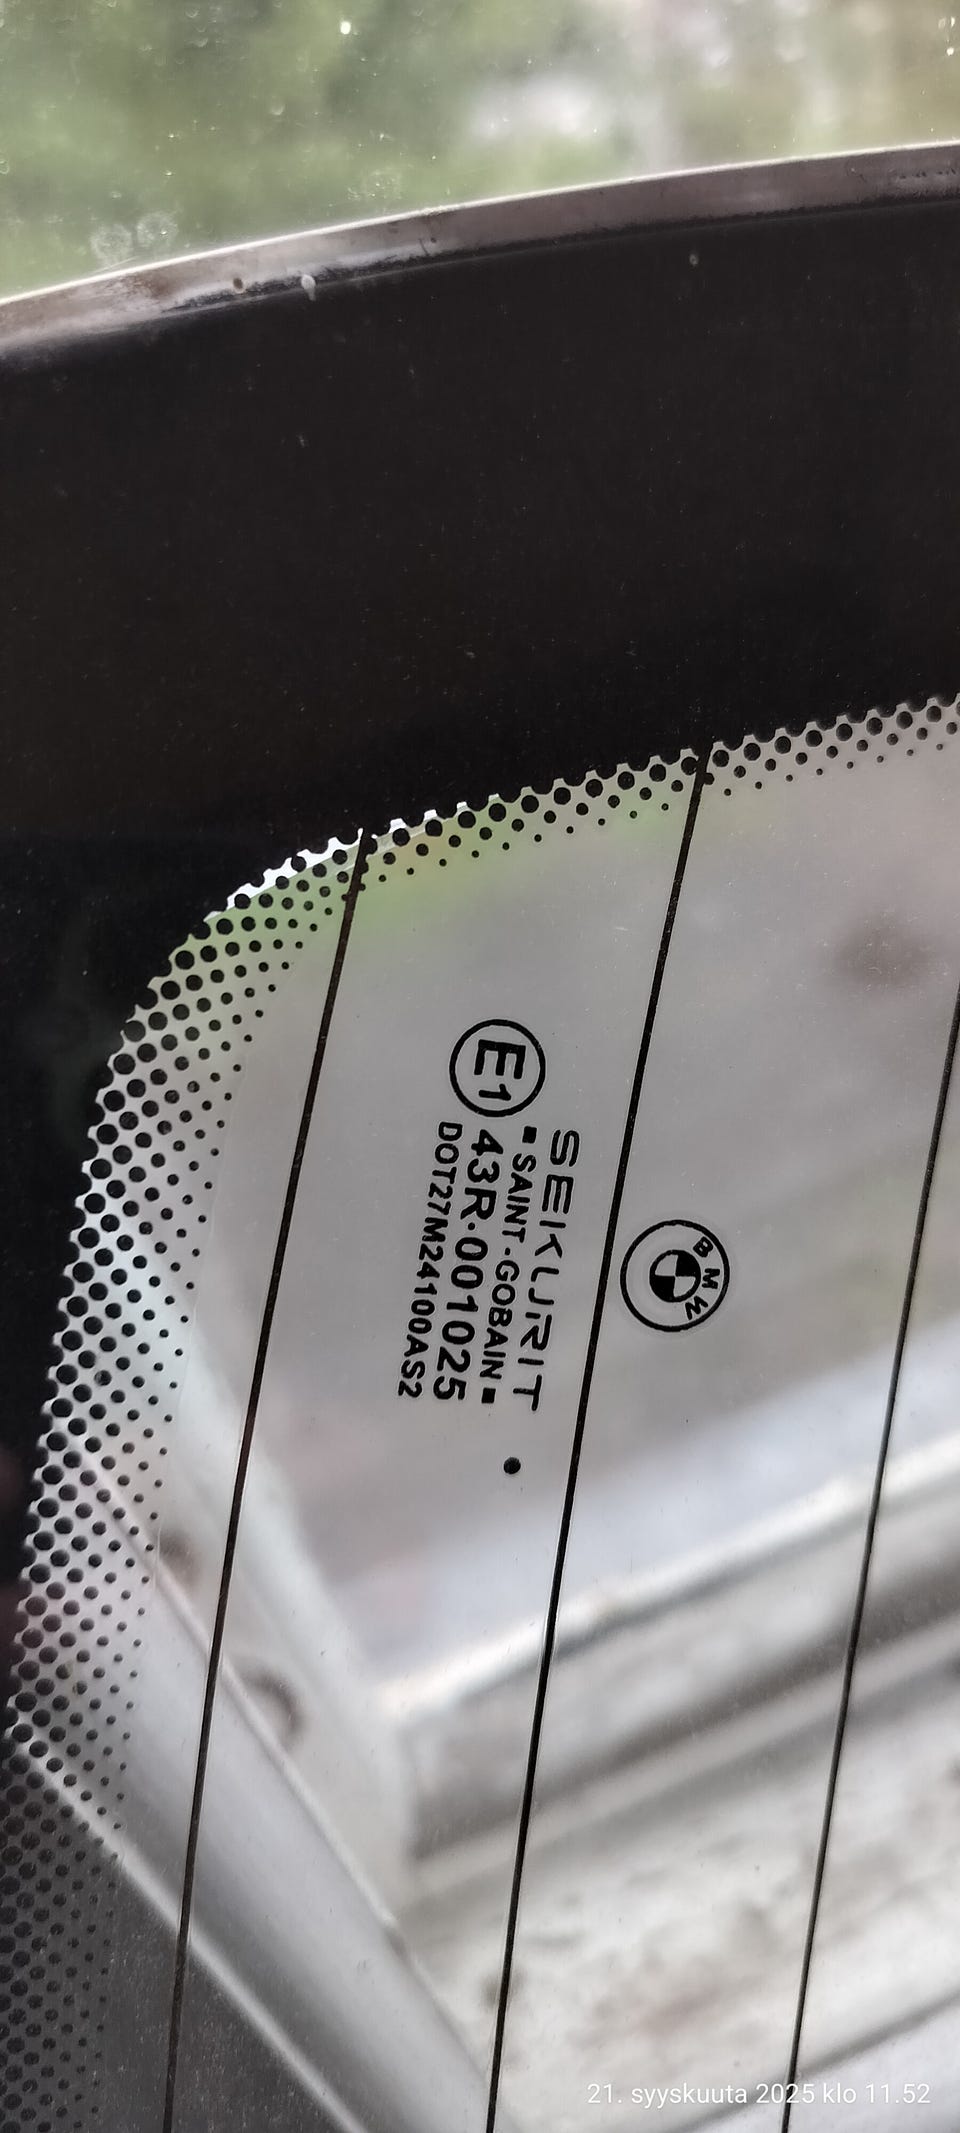 SEKURIT
■ SAINT-GOBAIN ■
E1 43R-001025
DOT27M24100AS2
BMW
21. syyskuuta 2025 klo 11.52